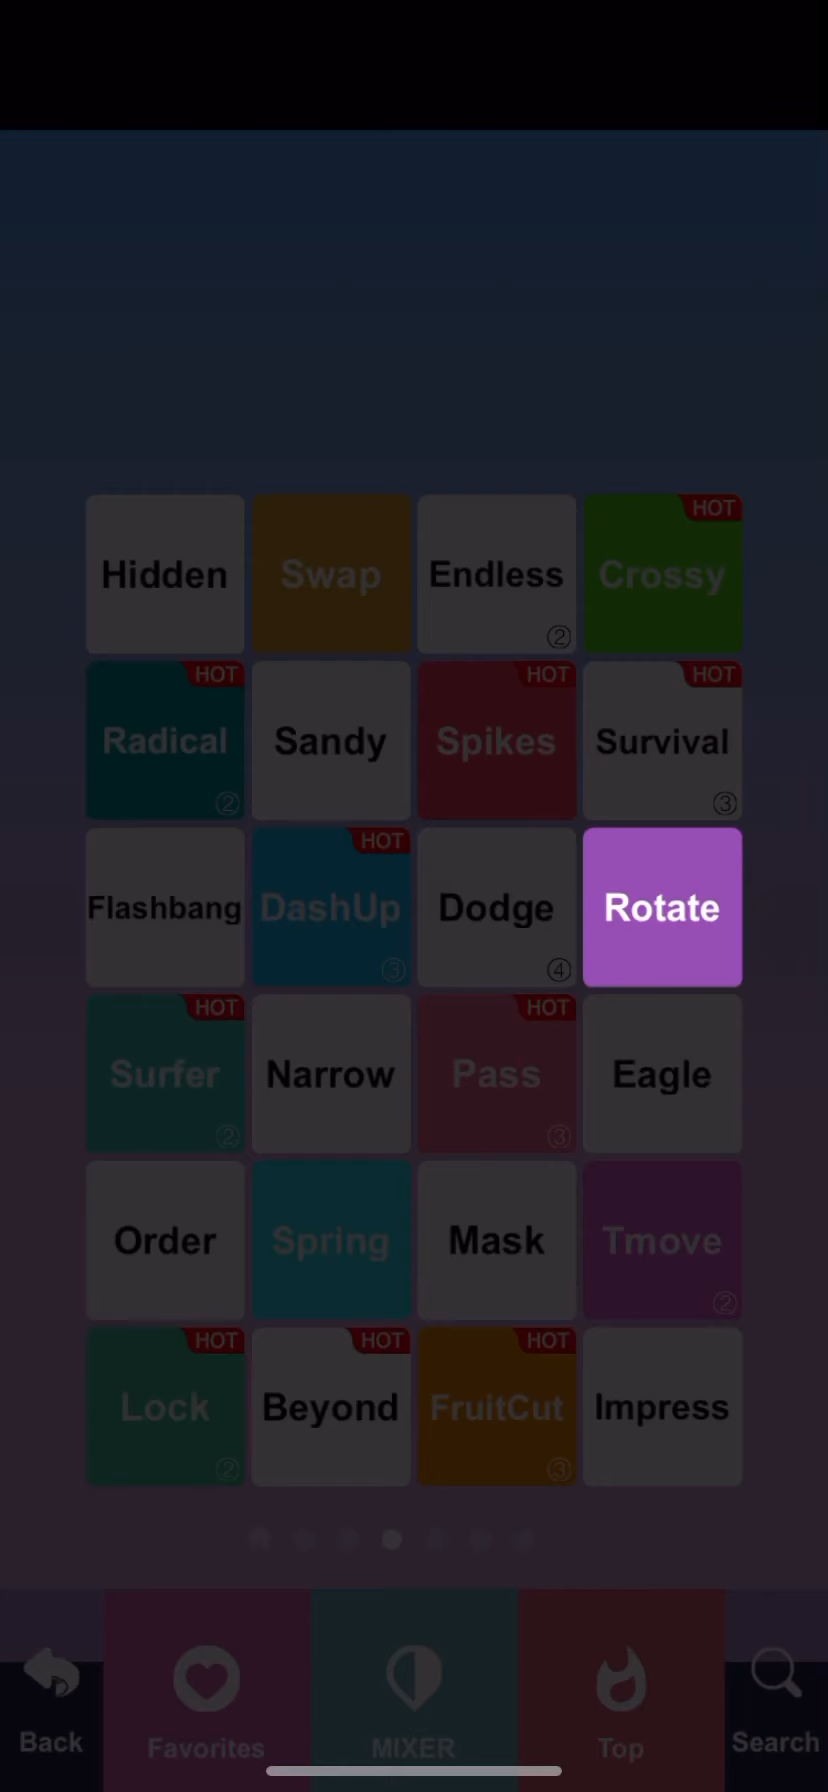 Hidden
Swap
Endless
②
HOT
Crossy
HOT
Radical
②
Sandy
HOT
Spikes
HOT
Survival
③
Flashbang
HOT
DashUp
③
Dodge
④
Rotate
HOT
Surfer
②
Narrow
HOT
Pass
③
Eagle
Order
Spring
Mask
Tmove
②
HOT
Lock
②
HOT
Beyond
HOT
FruitCut
③
Impress
Back
Favorites
MIXER
Top
Search